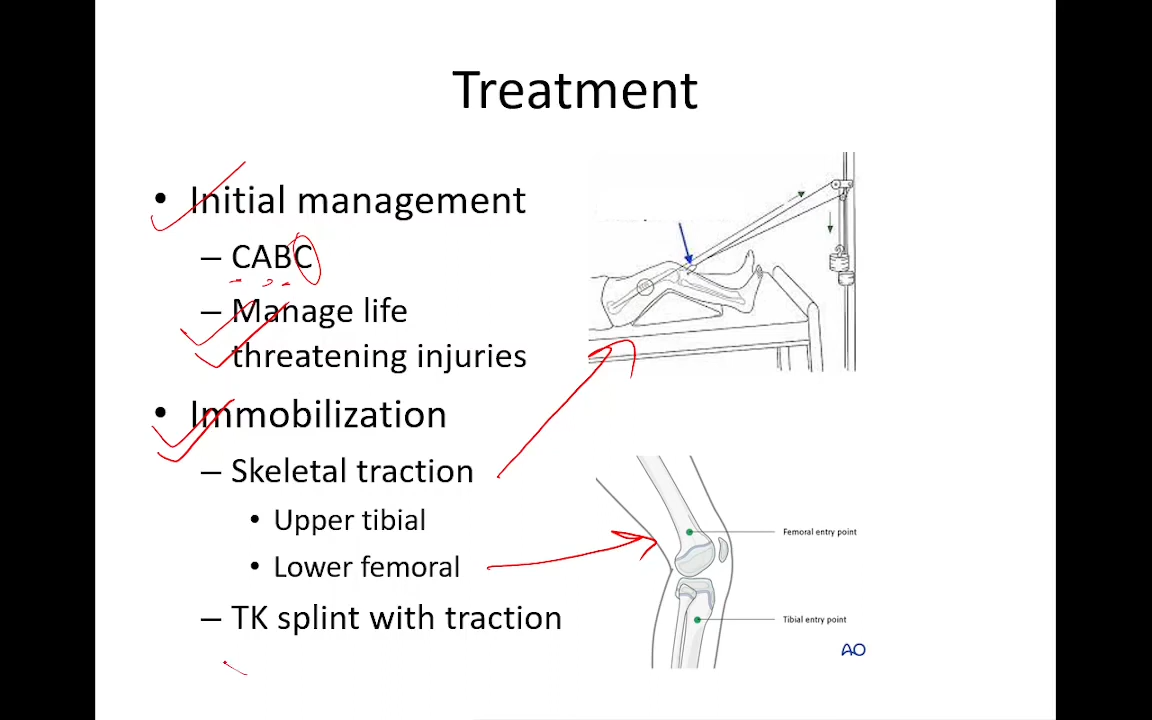 Treatment
• Initial management
– CABC
– Manage life
threatening injuries
• Immobilization
– Skeletal traction
• Upper tibial
• Lower femoral
– TK splint with traction
Femoral entry point
Tibial entry point
AO